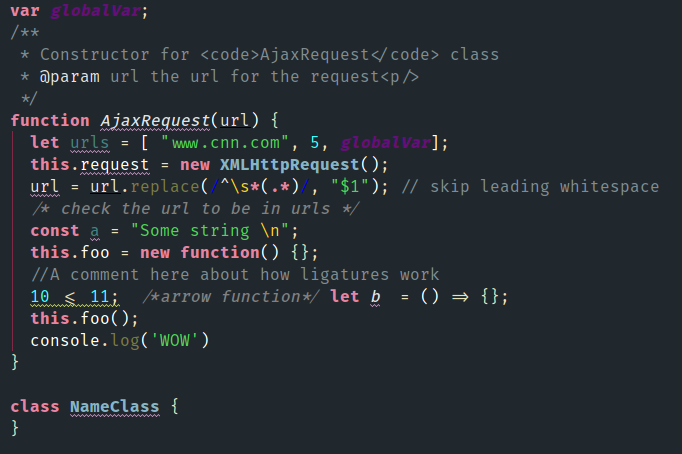 var globalVar;
/**
 * Constructor for <code>AjaxRequest</code> class
 * @param url the url for the request<p/>
 */
function AjaxRequest(url) {
  let urls = [ "www.cnn.com", 5, globalVar];
  this.request = new XMLHttpRequest();
  url = url.replace(/^\s*(.*)/, "$1"); // skip leading whitespace
  /* check the url to be in urls */
  const a = "Some string \n";
  this.foo = new function() {};
  //A comment here about how ligatures work
  10 <= 11;  /*arrow function*/ let b  = () => {};
  this.foo();
  console.log('WOW')
}

class NameClass {
}